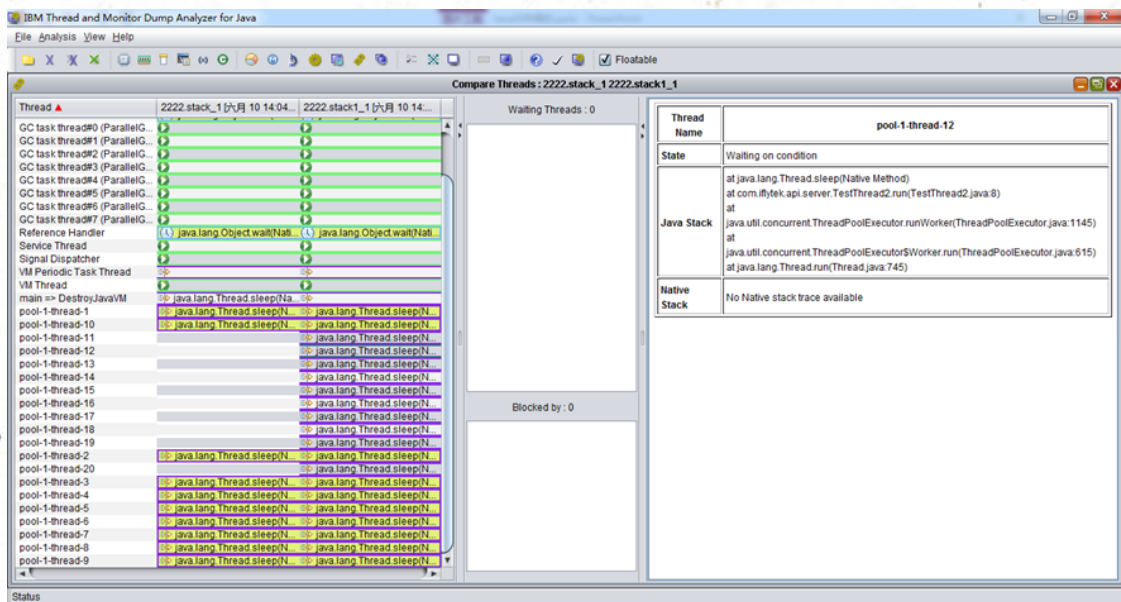 IBM Thread and Monitor Dump Analyzer for Java
File Analysis View Help
Floatable
Compare Threads : 2222.stack_1 2222.stack1_1
Thread 2222.stack_1 [六月 10 14:04... 2222.stack1_1 [六月 10 14:...
GC task thread#0 (ParallelG...
GC task thread#1 (ParallelG...
GC task thread#2 (ParallelG...
GC task thread#3 (ParallelG...
GC task thread#4 (ParallelG...
GC task thread#5 (ParallelG...
GC task thread#6 (ParallelG...
GC task thread#7 (ParallelG...
Reference Handler java.lang.Object.wait(Nati... java.lang.Object.wait(Nati...
Service Thread
Signal Dispatcher
VM Periodic Task Thread
VM Thread
main => DestroyJavaVM java.lang.Thread.sleep(Na...
pool-1-thread-1 java.lang.Thread.sleep(N... java.lang.Thread.sleep(N...
pool-1-thread-10 java.lang.Thread.sleep(N... java.lang.Thread.sleep(N...
pool-1-thread-11 java.lang.Thread.sleep(N...
pool-1-thread-12 java.lang.Thread.sleep(N...
pool-1-thread-13 java.lang.Thread.sleep(N...
pool-1-thread-14 java.lang.Thread.sleep(N...
pool-1-thread-15 java.lang.Thread.sleep(N...
pool-1-thread-16 java.lang.Thread.sleep(N...
pool-1-thread-17 java.lang.Thread.sleep(N...
pool-1-thread-18 java.lang.Thread.sleep(N...
pool-1-thread-19 java.lang.Thread.sleep(N...
pool-1-thread-2 java.lang.Thread.sleep(N... java.lang.Thread.sleep(N...
pool-1-thread-20 java.lang.Thread.sleep(N...
pool-1-thread-3 java.lang.Thread.sleep(N... java.lang.Thread.sleep(N...
pool-1-thread-4 java.lang.Thread.sleep(N... java.lang.Thread.sleep(N...
pool-1-thread-5 java.lang.Thread.sleep(N... java.lang.Thread.sleep(N...
pool-1-thread-6 java.lang.Thread.sleep(N... java.lang.Thread.sleep(N...
pool-1-thread-7 java.lang.Thread.sleep(N... java.lang.Thread.sleep(N...
pool-1-thread-8 java.lang.Thread.sleep(N... java.lang.Thread.sleep(N...
pool-1-thread-9 java.lang.Thread.sleep(N... java.lang.Thread.sleep(N...
Waiting Threads : 0
Blocked by : 0
Thread Name pool-1-thread-12
State Waiting on condition
Java Stack
at java.lang.Thread.sleep(Native Method)
at com.iflytek.api.server.TestThread2.run(TestThread2.java:8)
at
java.util.concurrent.ThreadPoolExecutor.runWorker(ThreadPoolExecutor.java:1145)
at
java.util.concurrent.ThreadPoolExecutor$Worker.run(ThreadPoolExecutor.java:615)
at java.lang.Thread.run(Thread.java:745)
Native Stack No Native stack trace available
Status